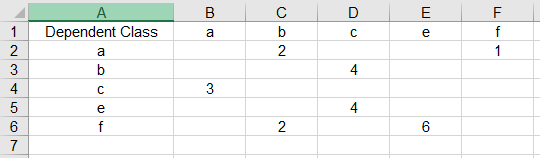 A B C D E F
1 Dependent Class a b c e f
2 a 2 1
3 b 4
4 c 3
5 e 4
6 f 2 6
7